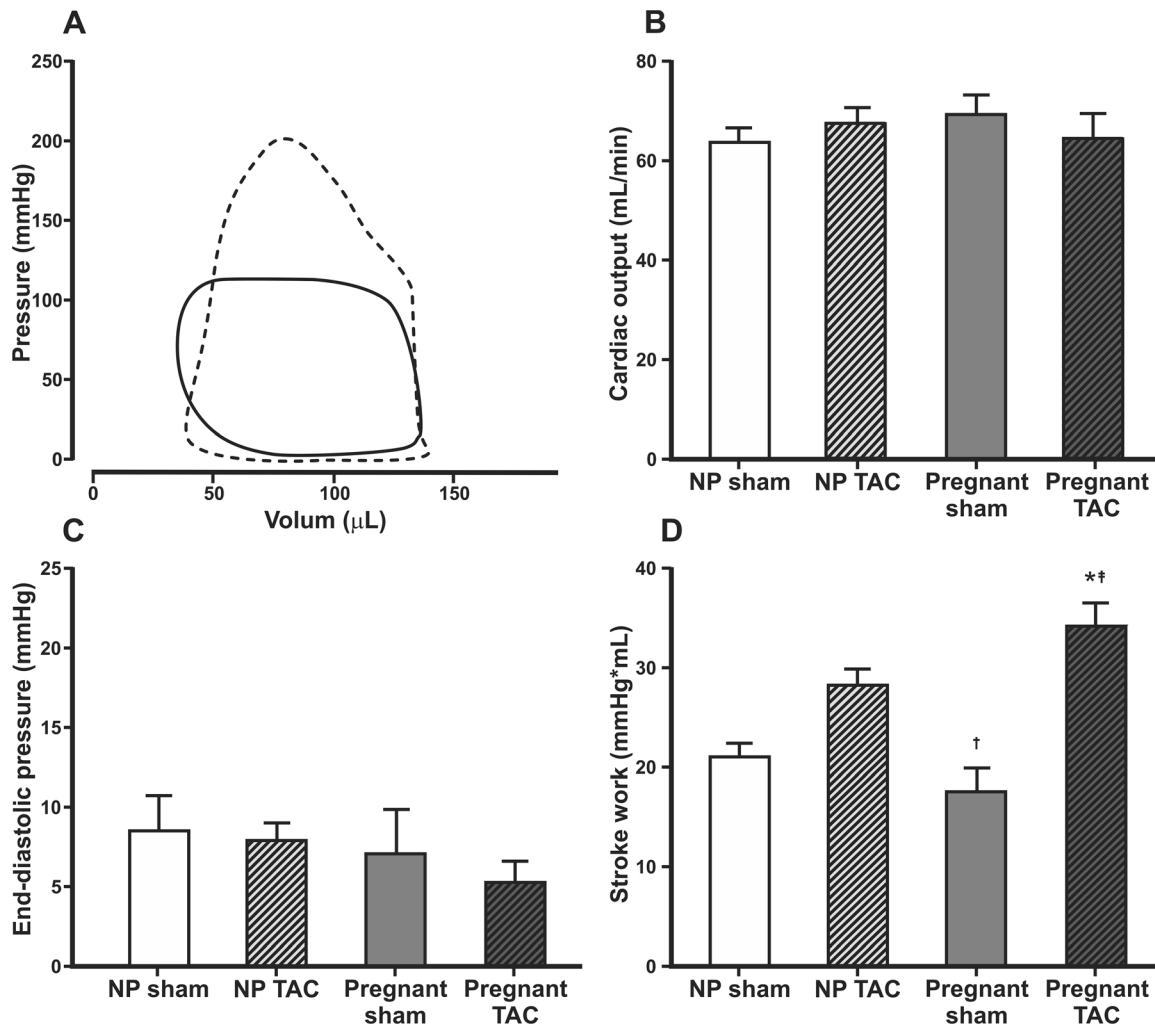 A
Pressure (mmHg)
250
200
150
100
50
0
0 50 100 150
Volum (μL)
B
Cardiac output (mL/min)
80
60
40
20
0
NP sham NP TAC Pregnant sham Pregnant TAC
C
End-diastolic pressure (mmHg)
25
20
15
10
5
0
NP sham NP TAC Pregnant sham Pregnant TAC
D
Stroke work (mmHg*mL)
40
30
20
10
0
†
*‡
NP sham NP TAC Pregnant sham Pregnant TAC